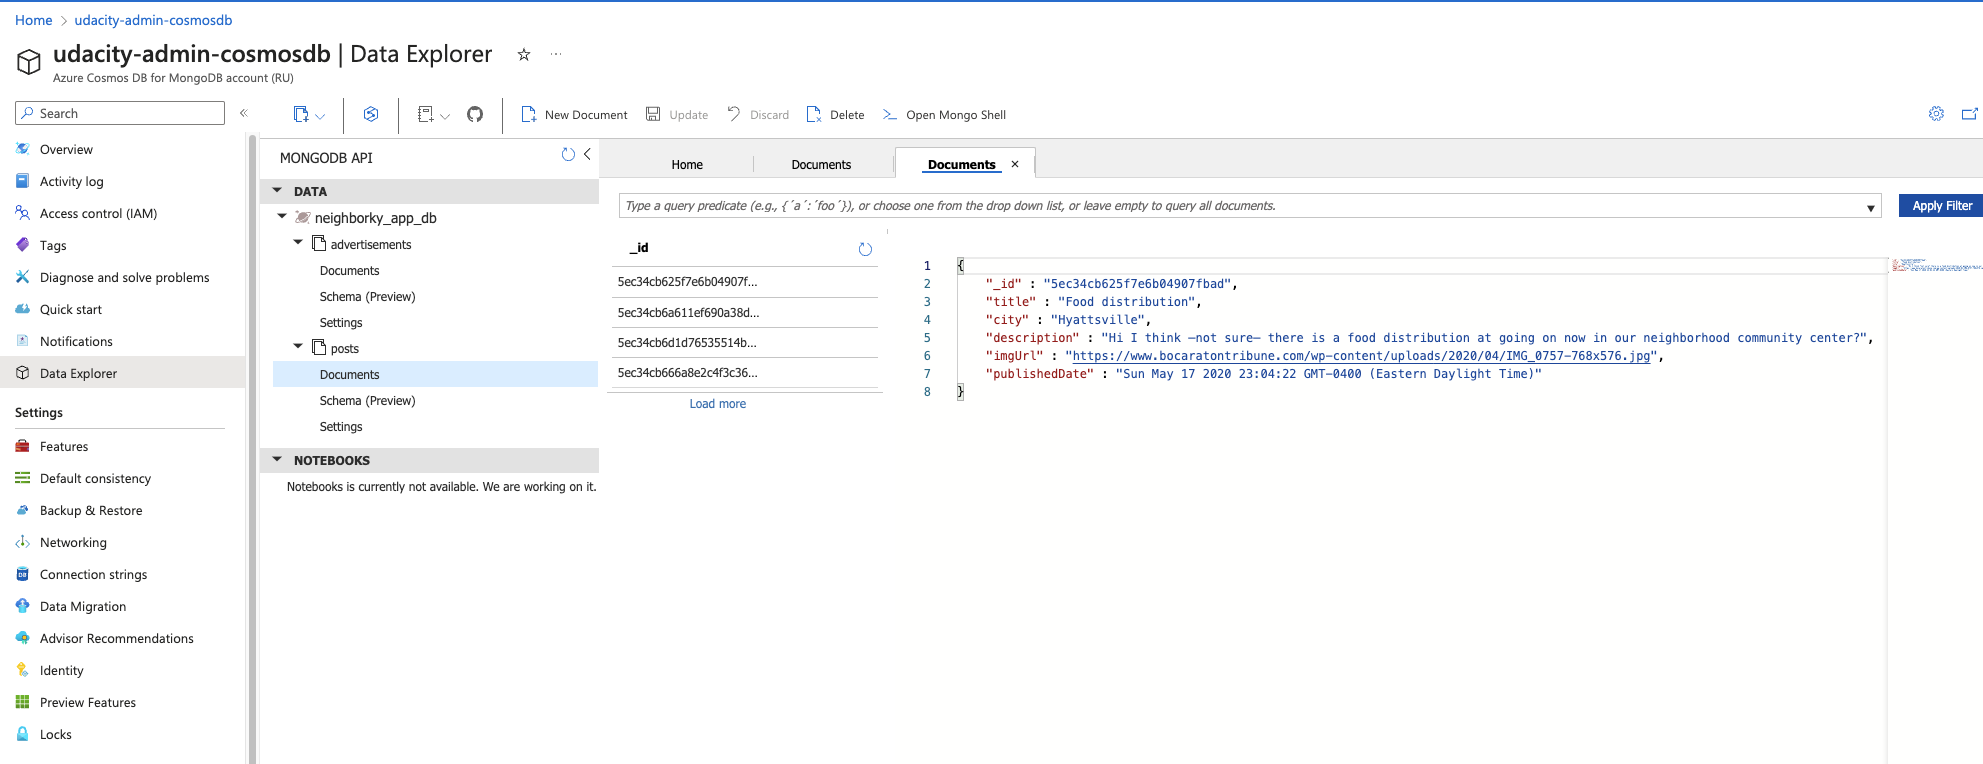 Home > udacity-admin-cosmosdb
udacity-admin-cosmosdb | Data Explorer
Azure Cosmos DB for MongoDB account (RU)
Search
Overview
Activity log
Access control (IAM)
Tags
Diagnose and solve problems
Quick start
Notifications
Data Explorer
Settings
Features
Default consistency
Backup & Restore
Networking
Connection strings
Data Migration
Advisor Recommendations
Identity
Preview Features
Locks
New Document Update Discard Delete Open Mongo Shell
MONGODB API
DATA
neighborky_app_db
advertisements
Documents
Schema (Preview)
Settings
posts
Documents
Schema (Preview)
Settings
NOTEBOOKS
Notebooks is currently not available. We are working on it.
Home Documents Documents
Type a query predicate (e.g., {´a´:´foo´}), or choose one from the drop down list, or leave empty to query all documents.
Apply Filter
_id
5ec34cb625f7e6b04907f...
5ec34cb6a611ef690a38d...
5ec34cb6d1d76535514b...
5ec34cb666a8e2c4f3c36...
Load more
1 {
2 "_id" : "5ec34cb625f7e6b04907fbad",
3 "title" : "Food distribution",
4 "city" : "Hyattsville",
5 "description" : "Hi I think –not sure– there is a food distribution at going on now in our neighborhood community center?",
6 "imgUrl" : "https://www.bocaratontribune.com/wp-content/uploads/2020/04/IMG_0757-768x576.jpg",
7 "publishedDate" : "Sun May 17 2020 23:04:22 GMT-0400 (Eastern Daylight Time)"
8 }